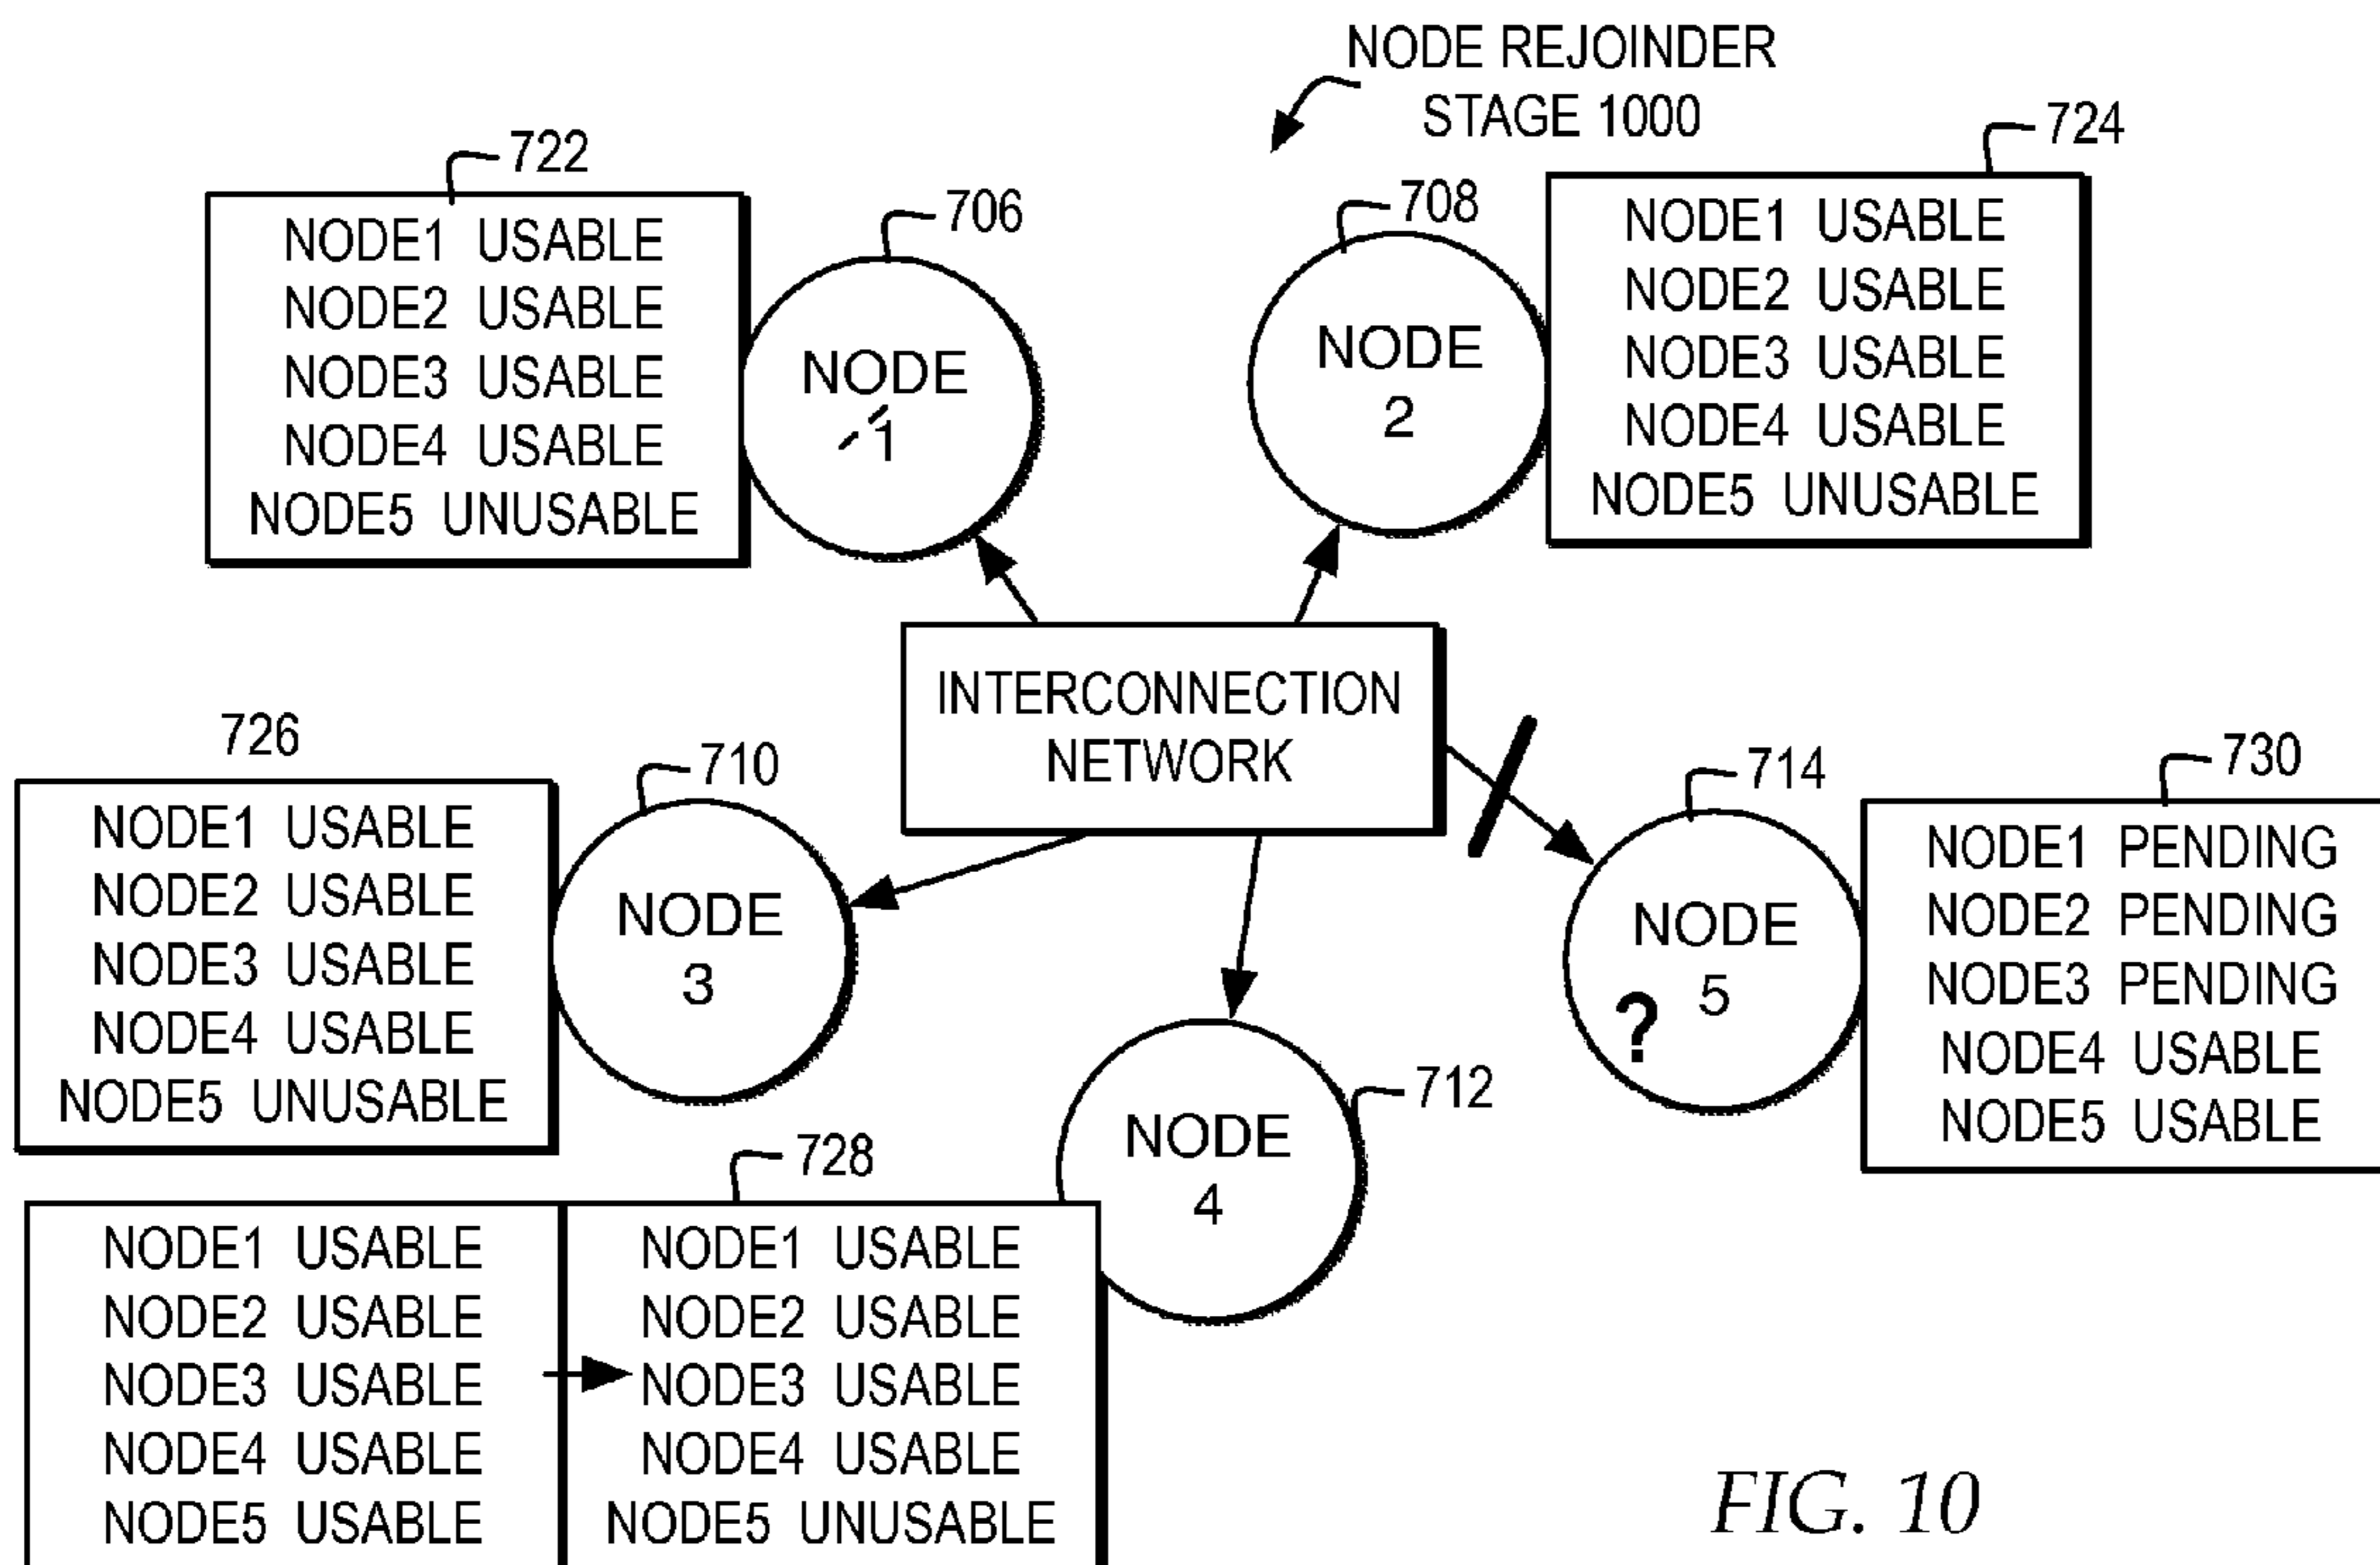 NODE REJOINDER
STAGE 1000
722
NODE1 USABLE
NODE2 USABLE
NODE3 USABLE
NODE4 USABLE
NODE5 UNUSABLE
706
NODE
1
708
NODE
2
724
NODE1 USABLE
NODE2 USABLE
NODE3 USABLE
NODE4 USABLE
NODE5 UNUSABLE
INTERCONNECTION
NETWORK
726
NODE1 USABLE
NODE2 USABLE
NODE3 USABLE
NODE4 USABLE
NODE5 UNUSABLE
710
NODE
3
714
NODE
5
?
730
NODE1 PENDING
NODE2 PENDING
NODE3 PENDING
NODE4 USABLE
NODE5 USABLE
712
NODE
4
728
NODE1 USABLE
NODE2 USABLE
NODE3 USABLE
NODE4 USABLE
NODE5 USABLE
NODE1 USABLE
NODE2 USABLE
NODE3 USABLE
NODE4 USABLE
NODE5 UNUSABLE
FIG. 10